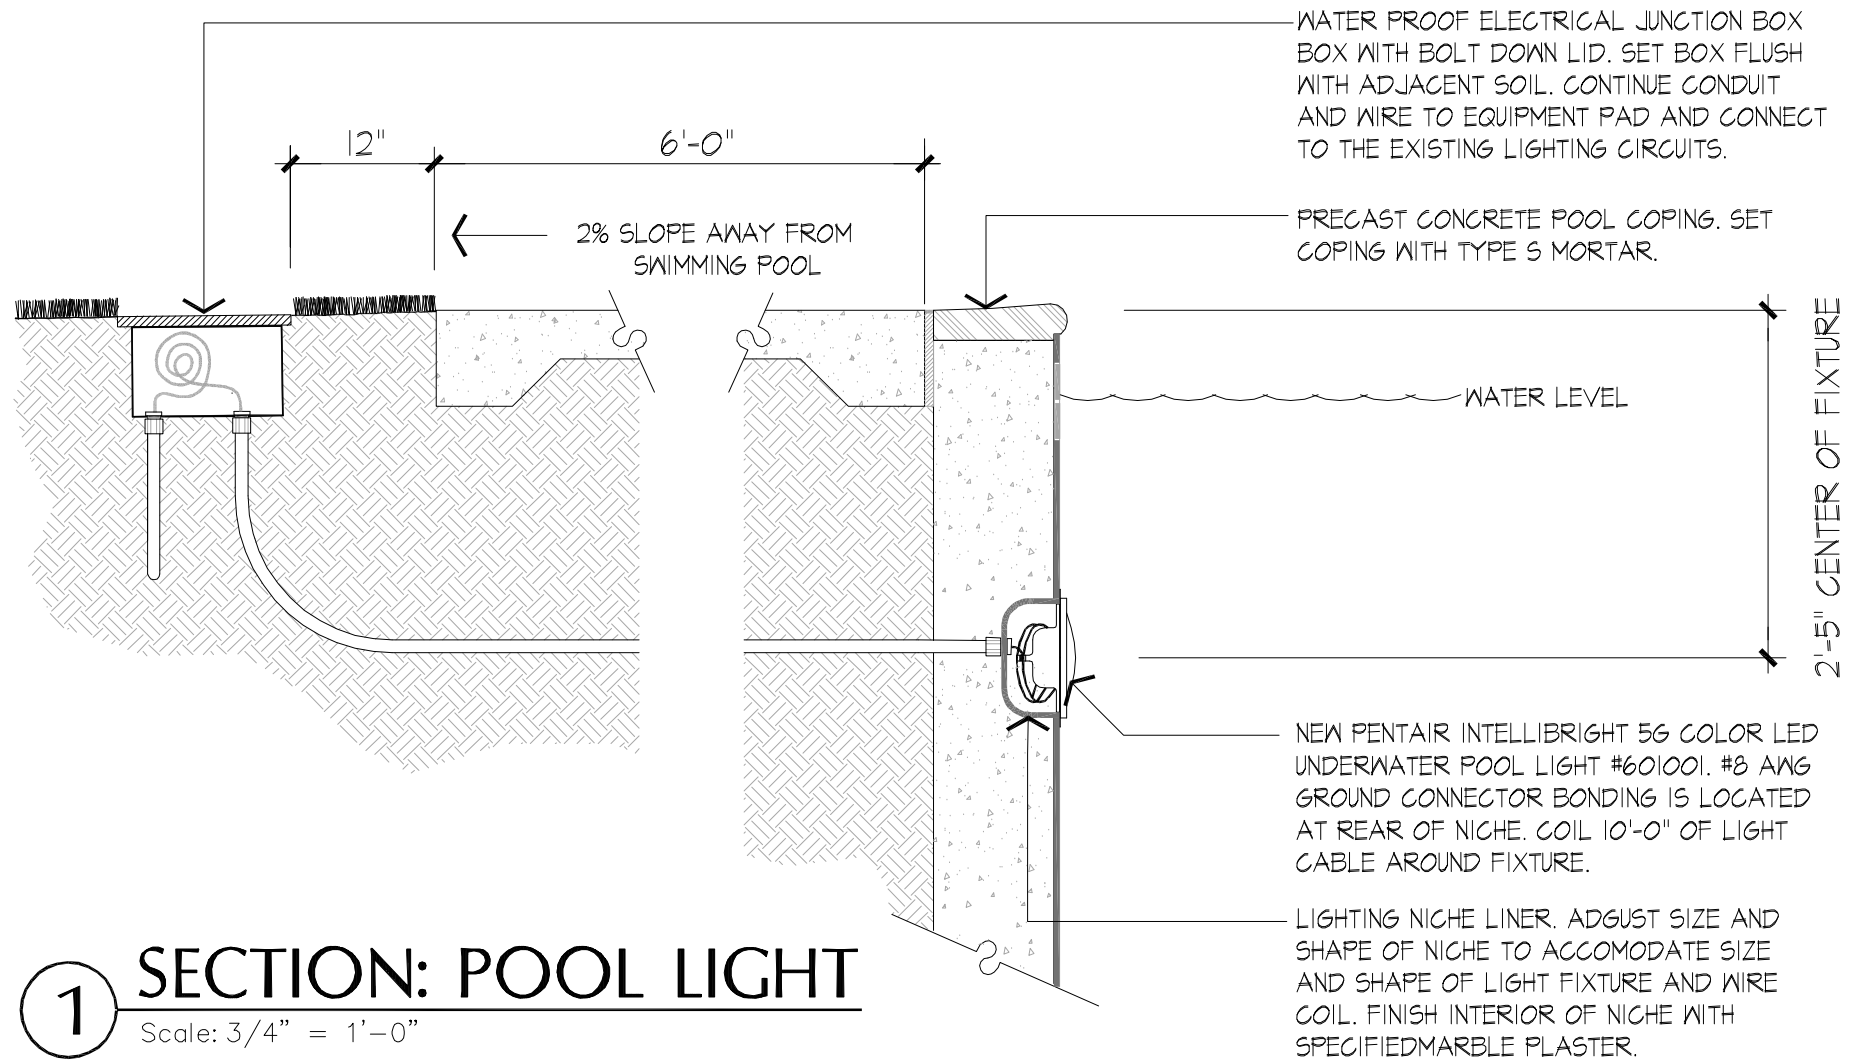 WATER PROOF ELECTRICAL JUNCTION BOX
BOX WITH BOLT DOWN LID. SET BOX FLUSH
WITH ADJACENT SOIL. CONTINUE CONDUIT
AND WIRE TO EQUIPMENT PAD AND CONNECT
TO THE EXISTING LIGHTING CIRCUITS.
12"
6'-0"
2% SLOPE AWAY FROM
SWIMMING POOL
PRECAST CONCRETE POOL COPING. SET
COPING WITH TYPE S MORTAR.
WATER LEVEL
2'-5" CENTER OF FIXTURE
NEW PENTAIR INTELLIBRIGHT 5G COLOR LED
UNDERWATER POOL LIGHT #601001. #8 AWG
GROUND CONNECTOR BONDING IS LOCATED
AT REAR OF NICHE. COIL 10'-0" OF LIGHT
CABLE AROUND FIXTURE.
LIGHTING NICHE LINER. ADGUST SIZE AND
SHAPE OF NICHE TO ACCOMODATE SIZE
AND SHAPE OF LIGHT FIXTURE AND WIRE
COIL. FINISH INTERIOR OF NICHE WITH
SPECIFIEDMARBLE PLASTER.
1
SECTION: POOL LIGHT
Scale: 3/4" = 1'-0"